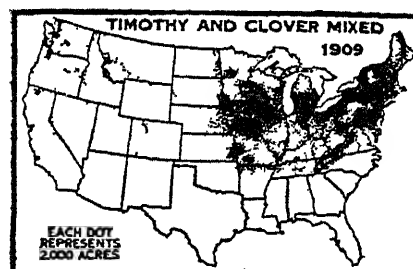 TIMOTHY AND CLOVER MIXED
1909
EACH DOT
REPRESENTS
2,000 ACRES